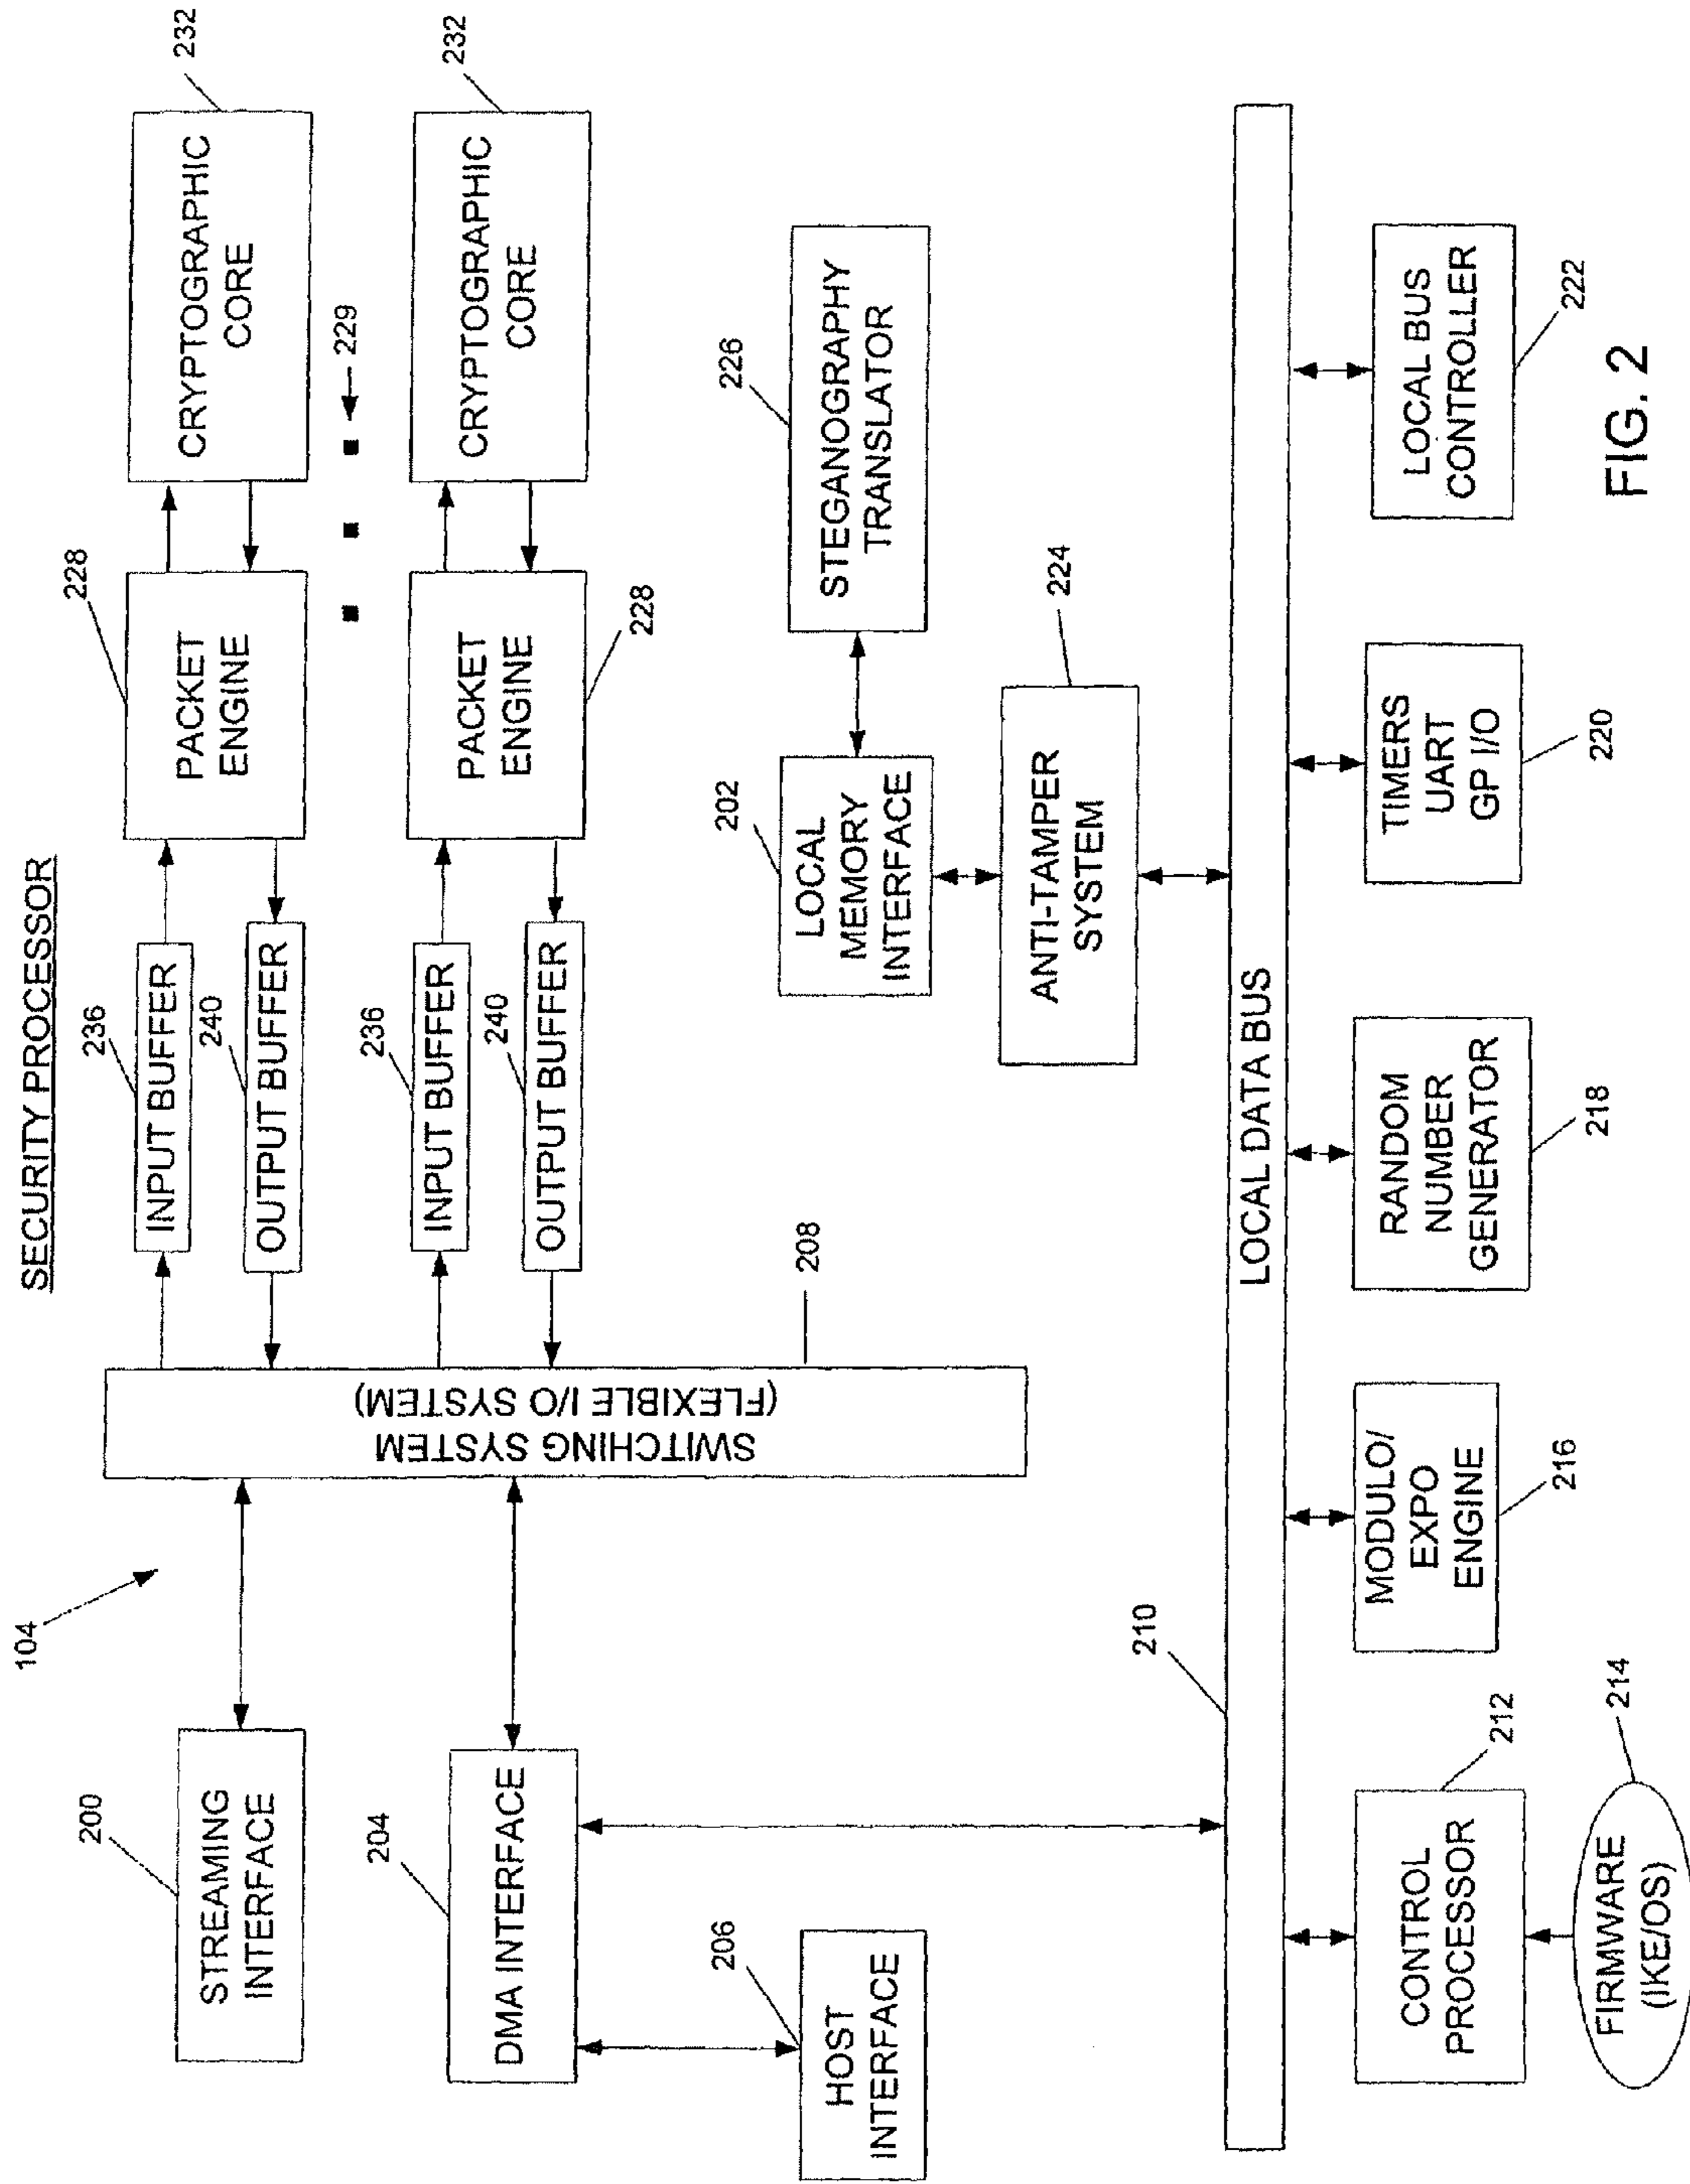 SECURITY PROCESSOR
104
200
STREAMING
INTERFACE
204
DMA INTERFACE
206
HOST
INTERFACE
SWITCHING SYSTEM
(FLEXIBLE I/O SYSTEM)
208
236
INPUT BUFFER
240
OUTPUT BUFFER
228
PACKET
ENGINE
232
CRYPTOGRAPHIC
CORE
229
236
INPUT BUFFER
240
OUTPUT BUFFER
228
PACKET
ENGINE
232
CRYPTOGRAPHIC
CORE
202
LOCAL
MEMORY
INTERFACE
226
STEGANOGRAPHY
TRANSLATOR
224
ANTI-TAMPER
SYSTEM
210
LOCAL DATA BUS
212
CONTROL
PROCESSOR
214
FIRMWARE
(IKE/OS)
MODULO/
EXPO
ENGINE
216
RANDOM
NUMBER
GENERATOR
218
TIMERS
UART
GP I/O
220
LOCAL BUS
CONTROLLER
222
FIG. 2